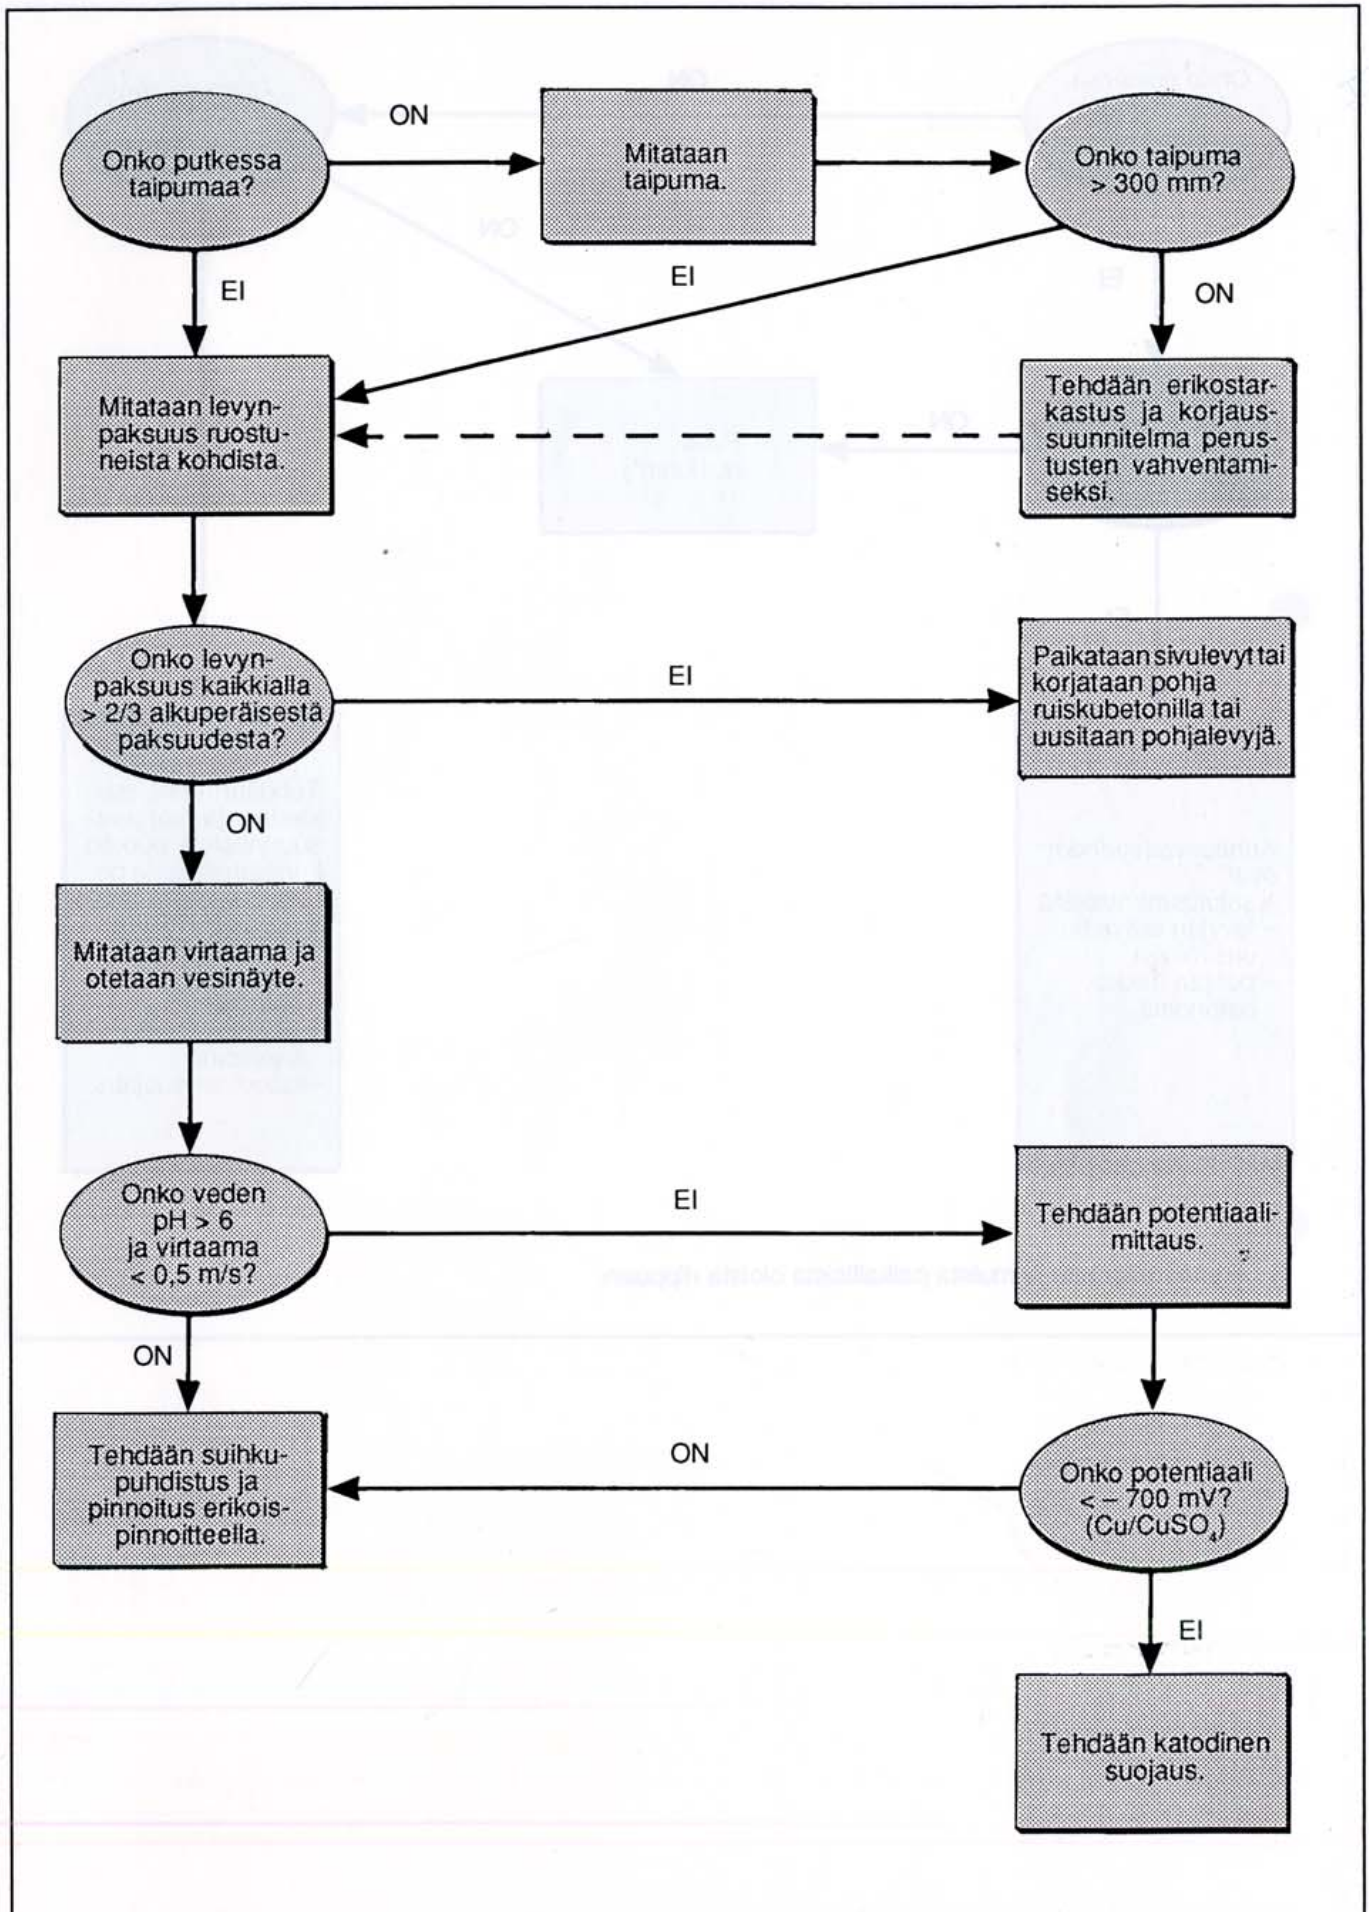 Onko putkessa
taipumaa?
ON
Mitataan
taipuma.
Onko taipuma
> 300 mm?
EI
EI
ON
Mitataan levyn-
paksuus ruostu-
neista kohdista.
Tehdään erikostar-
kastus ja korjaus-
suunnitelma perus-
tusten vahventami-
seksi.
Onko levyn-
paksuus kaikkialla
> 2/3 alkuperäisestä
paksuudesta?
EI
Paikataan sivulevyt tai
korjataan pohja
ruiskubetonilla tai
uusitaan pohjalevyjä.
ON
Mitataan virtaama ja
otetaan vesinäyte.
Onko veden
pH > 6
ja virtaama
< 0,5 m/s?
EI
Tehdään potentiaali-
mittaus.
ON
Tehdään suihku-
puhdistus ja
pinnoitus erikois-
pinnoitteella.
ON
Onko potentiaali
< – 700 mV?
(Cu/CuSO₄)
EI
Tehdään katodinen
suojaus.